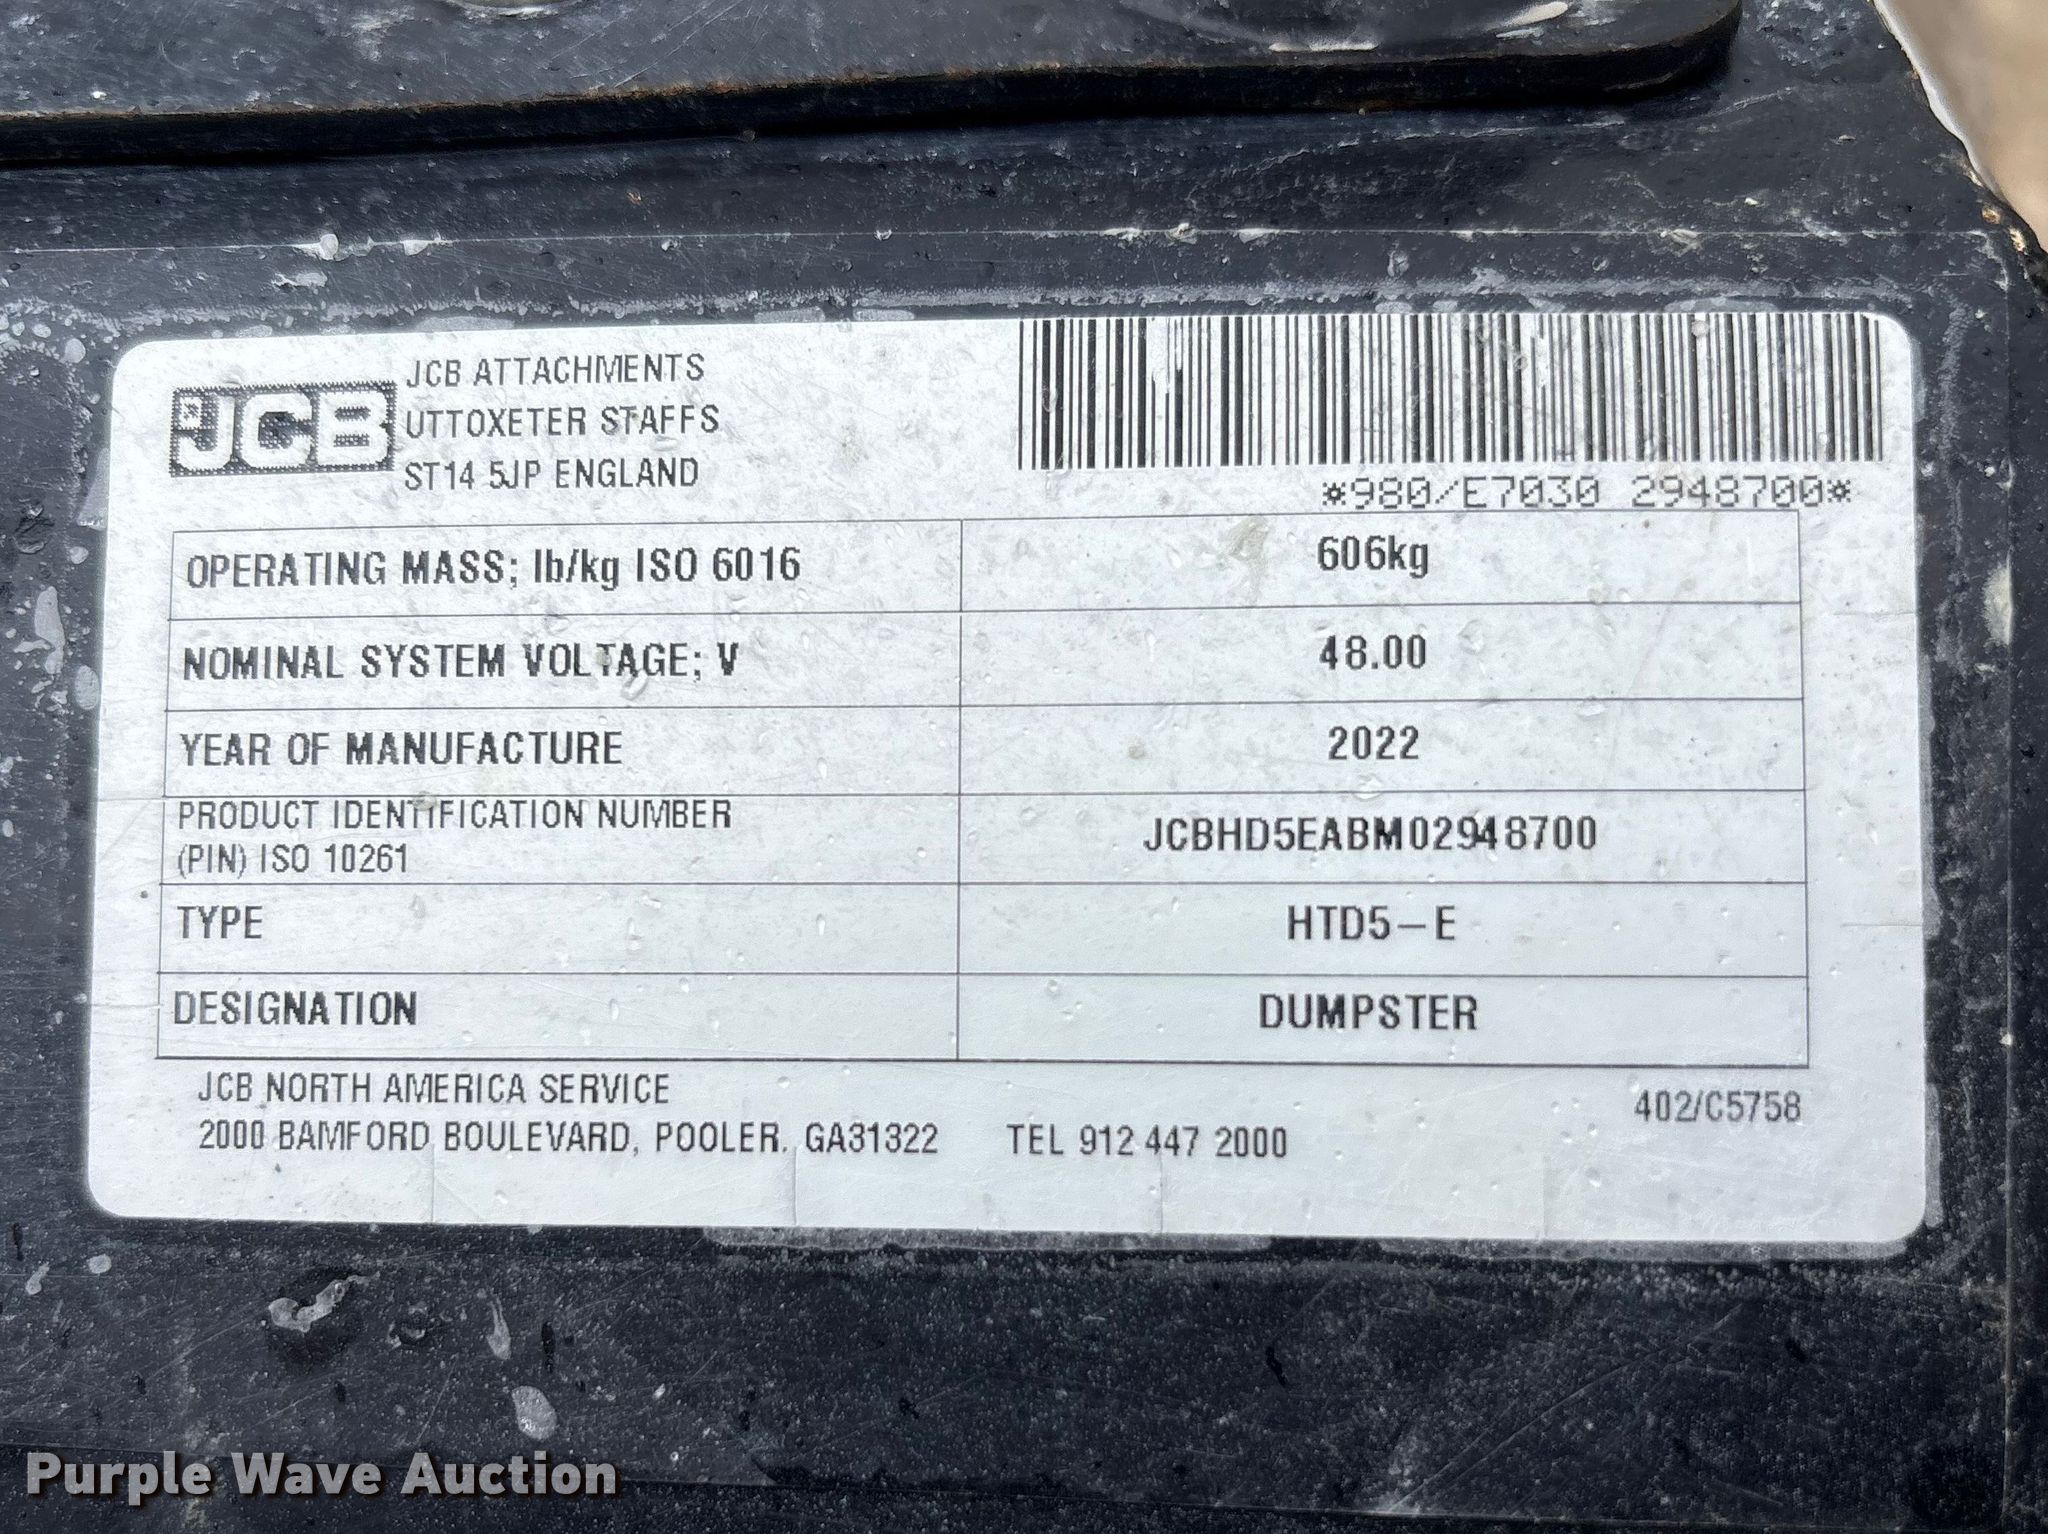 JCB
JCB ATTACHMENTS
UTTOXETER STAFFS
ST14 5JP ENGLAND
*980/E7030 2948700*
OPERATING MASS; lb/kg ISO 6016 606kg
NOMINAL SYSTEM VOLTAGE; V 48.00
YEAR OF MANUFACTURE 2022
PRODUCT IDENTIFICATION NUMBER
(PIN) ISO 10261 JCBHD5EABM02948700
TYPE HTD5-E
DESIGNATION DUMPSTER
JCB NORTH AMERICA SERVICE
2000 BAMFORD BOULEVARD, POOLER. GA31322 TEL 912 447 2000
402/C5758
Purple Wave Auction